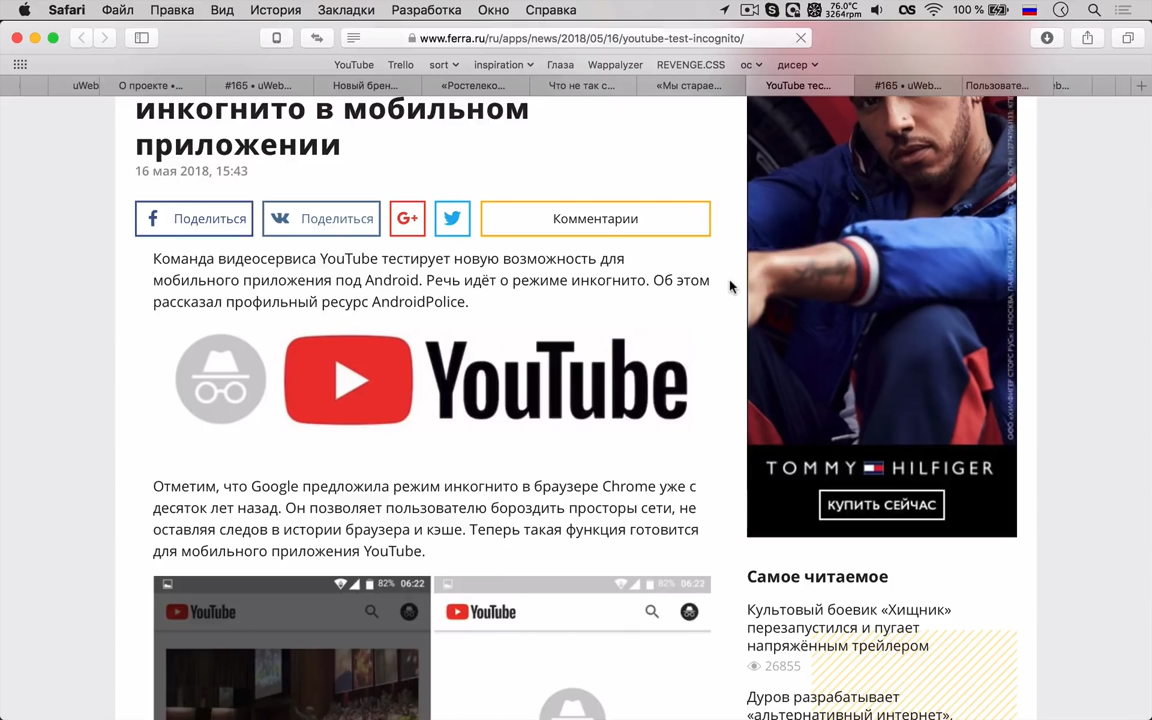 Safari Файл Правка Вид История Закладки Разработка Окно Справка 76.0°C 3264rpm 100 %
www.ferra.ru/ru/apps/news/2018/05/16/youtube-test-incognito/
YouTube Trello sort inspiration Глаза Wappalyzer REVENGE.CSS ос дисер
uWeb О проекте •... #165 • uWeb... Новый брен... «Ростелеко... Что не так с... «Мы старае... YouTube тес... #165 • uWeb... Пользовате...
инкогнито в мобильном
приложении
16 мая 2018, 15:43
Поделиться Поделиться G+ Комментарии
Команда видеосервиса YouTube тестирует новую возможность для
мобильного приложения под Android. Речь идёт о режиме инкогнито. Об этом
рассказал профильный ресурс AndroidPolice.
YouTube
Отметим, что Google предложила режим инкогнито в браузере Chrome уже с
десяток лет назад. Он позволяет пользователю бороздить просторы сети, не
оставляя следов в истории браузера и кэше. Теперь такая функция готовится
для мобильного приложения YouTube.
82% 06:22 82% 06:22
YouTube YouTube
TOMMY HILFIGER
КУПИТЬ СЕЙЧАС
Самое читаемое
Культовый боевик «Хищник»
перезапустился и пугает
напряжённым трейлером
26855
Дуров разрабатывает
«альтернативный интернет».